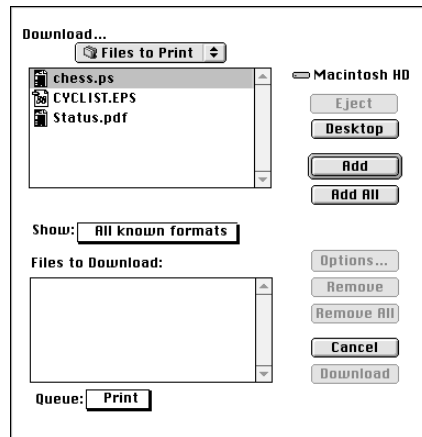 Download...
Files to Print
chess.ps
CYCLIST.EPS
Status.pdf
Macintosh HD
Eject
Desktop
Add
Add All
Show: All known formats
Files to Download:
Options...
Remove
Remove All
Cancel
Download
Queue: Print